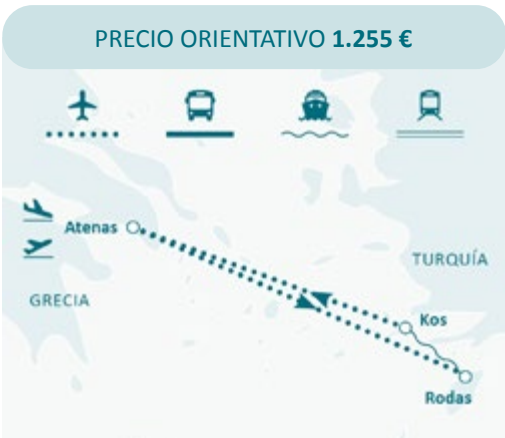 PRECIO ORIENTATIVO 1.255 €
Atenas
TURQUÍA
GRECIA
Kos
Rodas